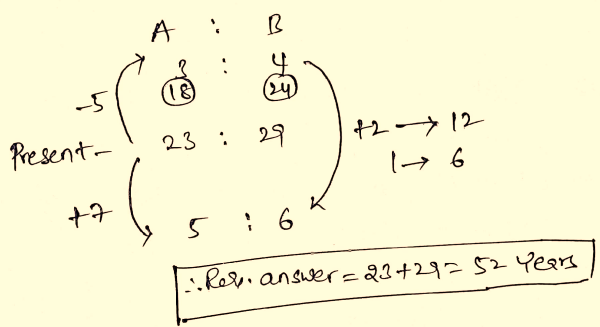 A : B
3 : 4
18 24
-5
Present - 23 : 29
+2 → 12
1 → 6
+7
5 : 6
∴ Req. answer = 23+29 = 52 Years